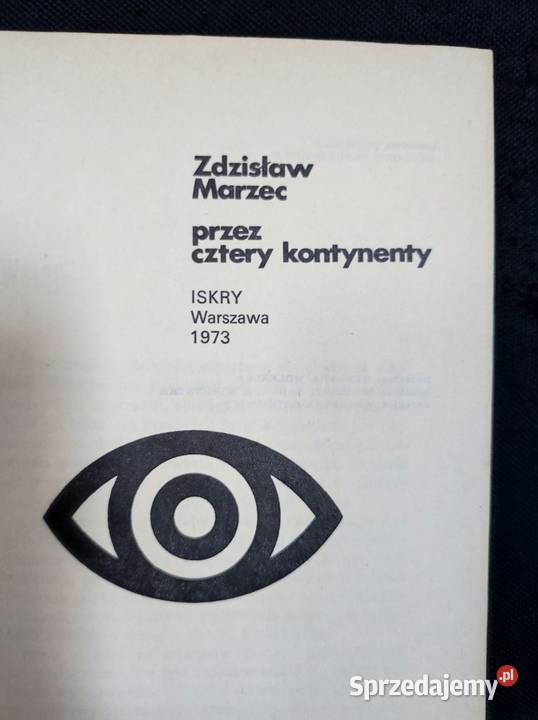 Zdzisław
Marzec
przez
cztery kontynenty
ISKRY
Warszawa
1973
Sprzedajemy.pl